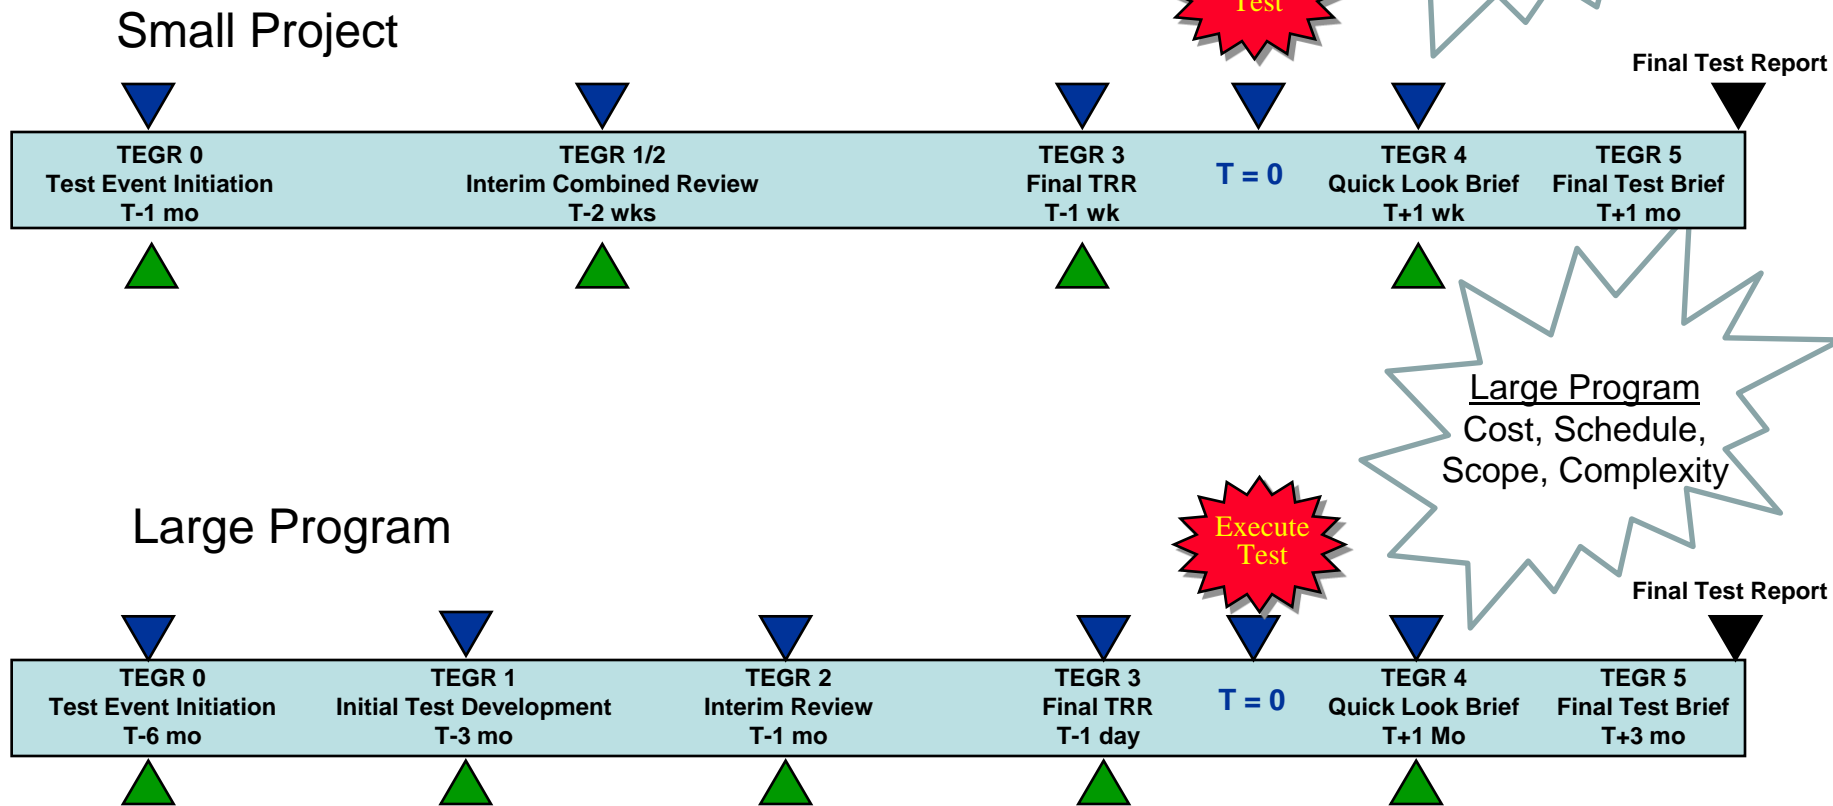 Test
Small Project
Final Test Report
TEGR 0
Test Event Initiation
T-1 mo
TEGR 1/2
Interim Combined Review
T-2 wks
TEGR 3
Final TRR
T-1 wk
T = 0
TEGR 4
Quick Look Brief
T+1 wk
TEGR 5
Final Test Brief
T+1 mo
Large Program
Cost, Schedule,
Scope, Complexity
Large Program
Execute
Test
Final Test Report
TEGR 0
Test Event Initiation
T-6 mo
TEGR 1
Initial Test Development
T-3 mo
TEGR 2
Interim Review
T-1 mo
TEGR 3
Final TRR
T-1 day
T = 0
TEGR 4
Quick Look Brief
T+1 Mo
TEGR 5
Final Test Brief
T+3 mo